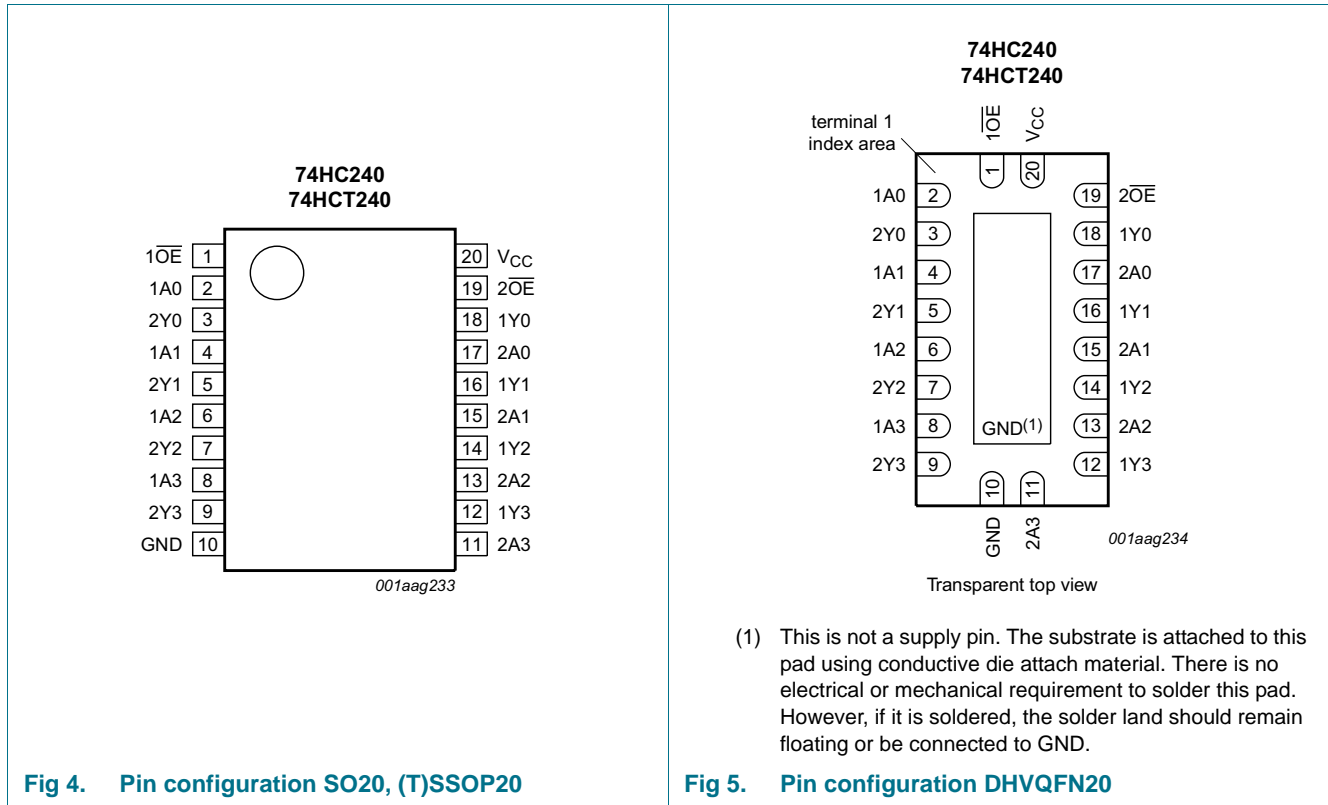 74HC240
74HCT240
1OE 1
1A0 2
2Y0 3
1A1 4
2Y1 5
1A2 6
2Y2 7
1A3 8
2Y3 9
GND 10
20 VCC
19 2OE
18 1Y0
17 2A0
16 1Y1
15 2A1
14 1Y2
13 2A2
12 1Y3
11 2A3
001aag233
Fig 4. Pin configuration SO20, (T)SSOP20
74HC240
74HCT240
terminal 1
index area
1OE
VCC
1
20
1A0 2
2Y0 3
1A1 4
2Y1 5
1A2 6
2Y2 7
1A3 8
2Y3 9
19 2OE
18 1Y0
17 2A0
16 1Y1
15 2A1
14 1Y2
13 2A2
12 1Y3
GND(1)
10
11
GND
2A3
001aag234
Transparent top view
(1) This is not a supply pin. The substrate is attached to this
pad using conductive die attach material. There is no
electrical or mechanical requirement to solder this pad.
However, if it is soldered, the solder land should remain
floating or be connected to GND.
Fig 5. Pin configuration DHVQFN20